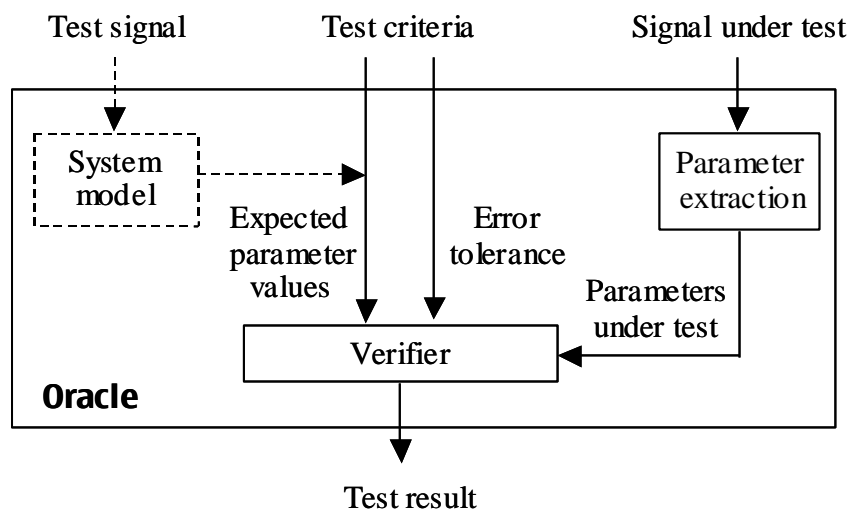 Test signal
Test criteria
Signal under test
System
model
Parameter
extraction
Expected
parameter
values
Error
tolerance
Parameters
under test
Verifier
Oracle
Test result